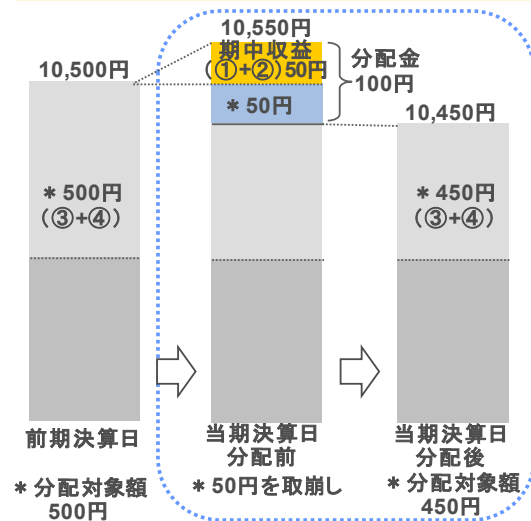 10,550円
期中収益
(①+②)50円
分配金
100円
10,500円
＊50円
10,450円
＊500円
(③+④)
＊450円
(③+④)
前期決算日
当期決算日
分配前
当期決算日
分配後
＊分配対象額
500円
＊50円を取崩し
＊分配対象額
450円